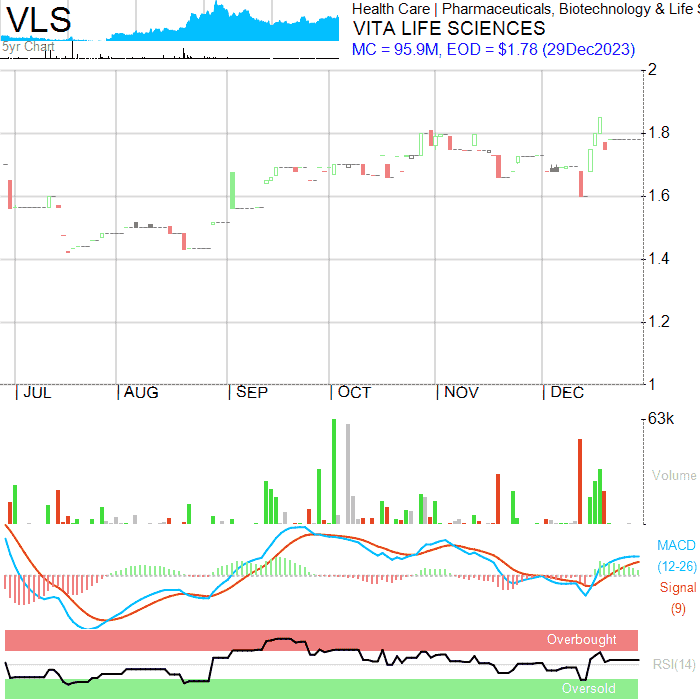 VLS
5yr Chart
Health Care | Pharmaceuticals, Biotechnology & Life S
VITA LIFE SCIENCES
MC = 95.9M, EOD = $1.78 (29Dec2023)
2
1.8
1.6
1.4
1.2
1
| JUL | AUG | SEP | OCT | NOV | DEC
63k
Volume
MACD
(12-26)
Signal
(9)
Overbought
RSI(14)
Oversold